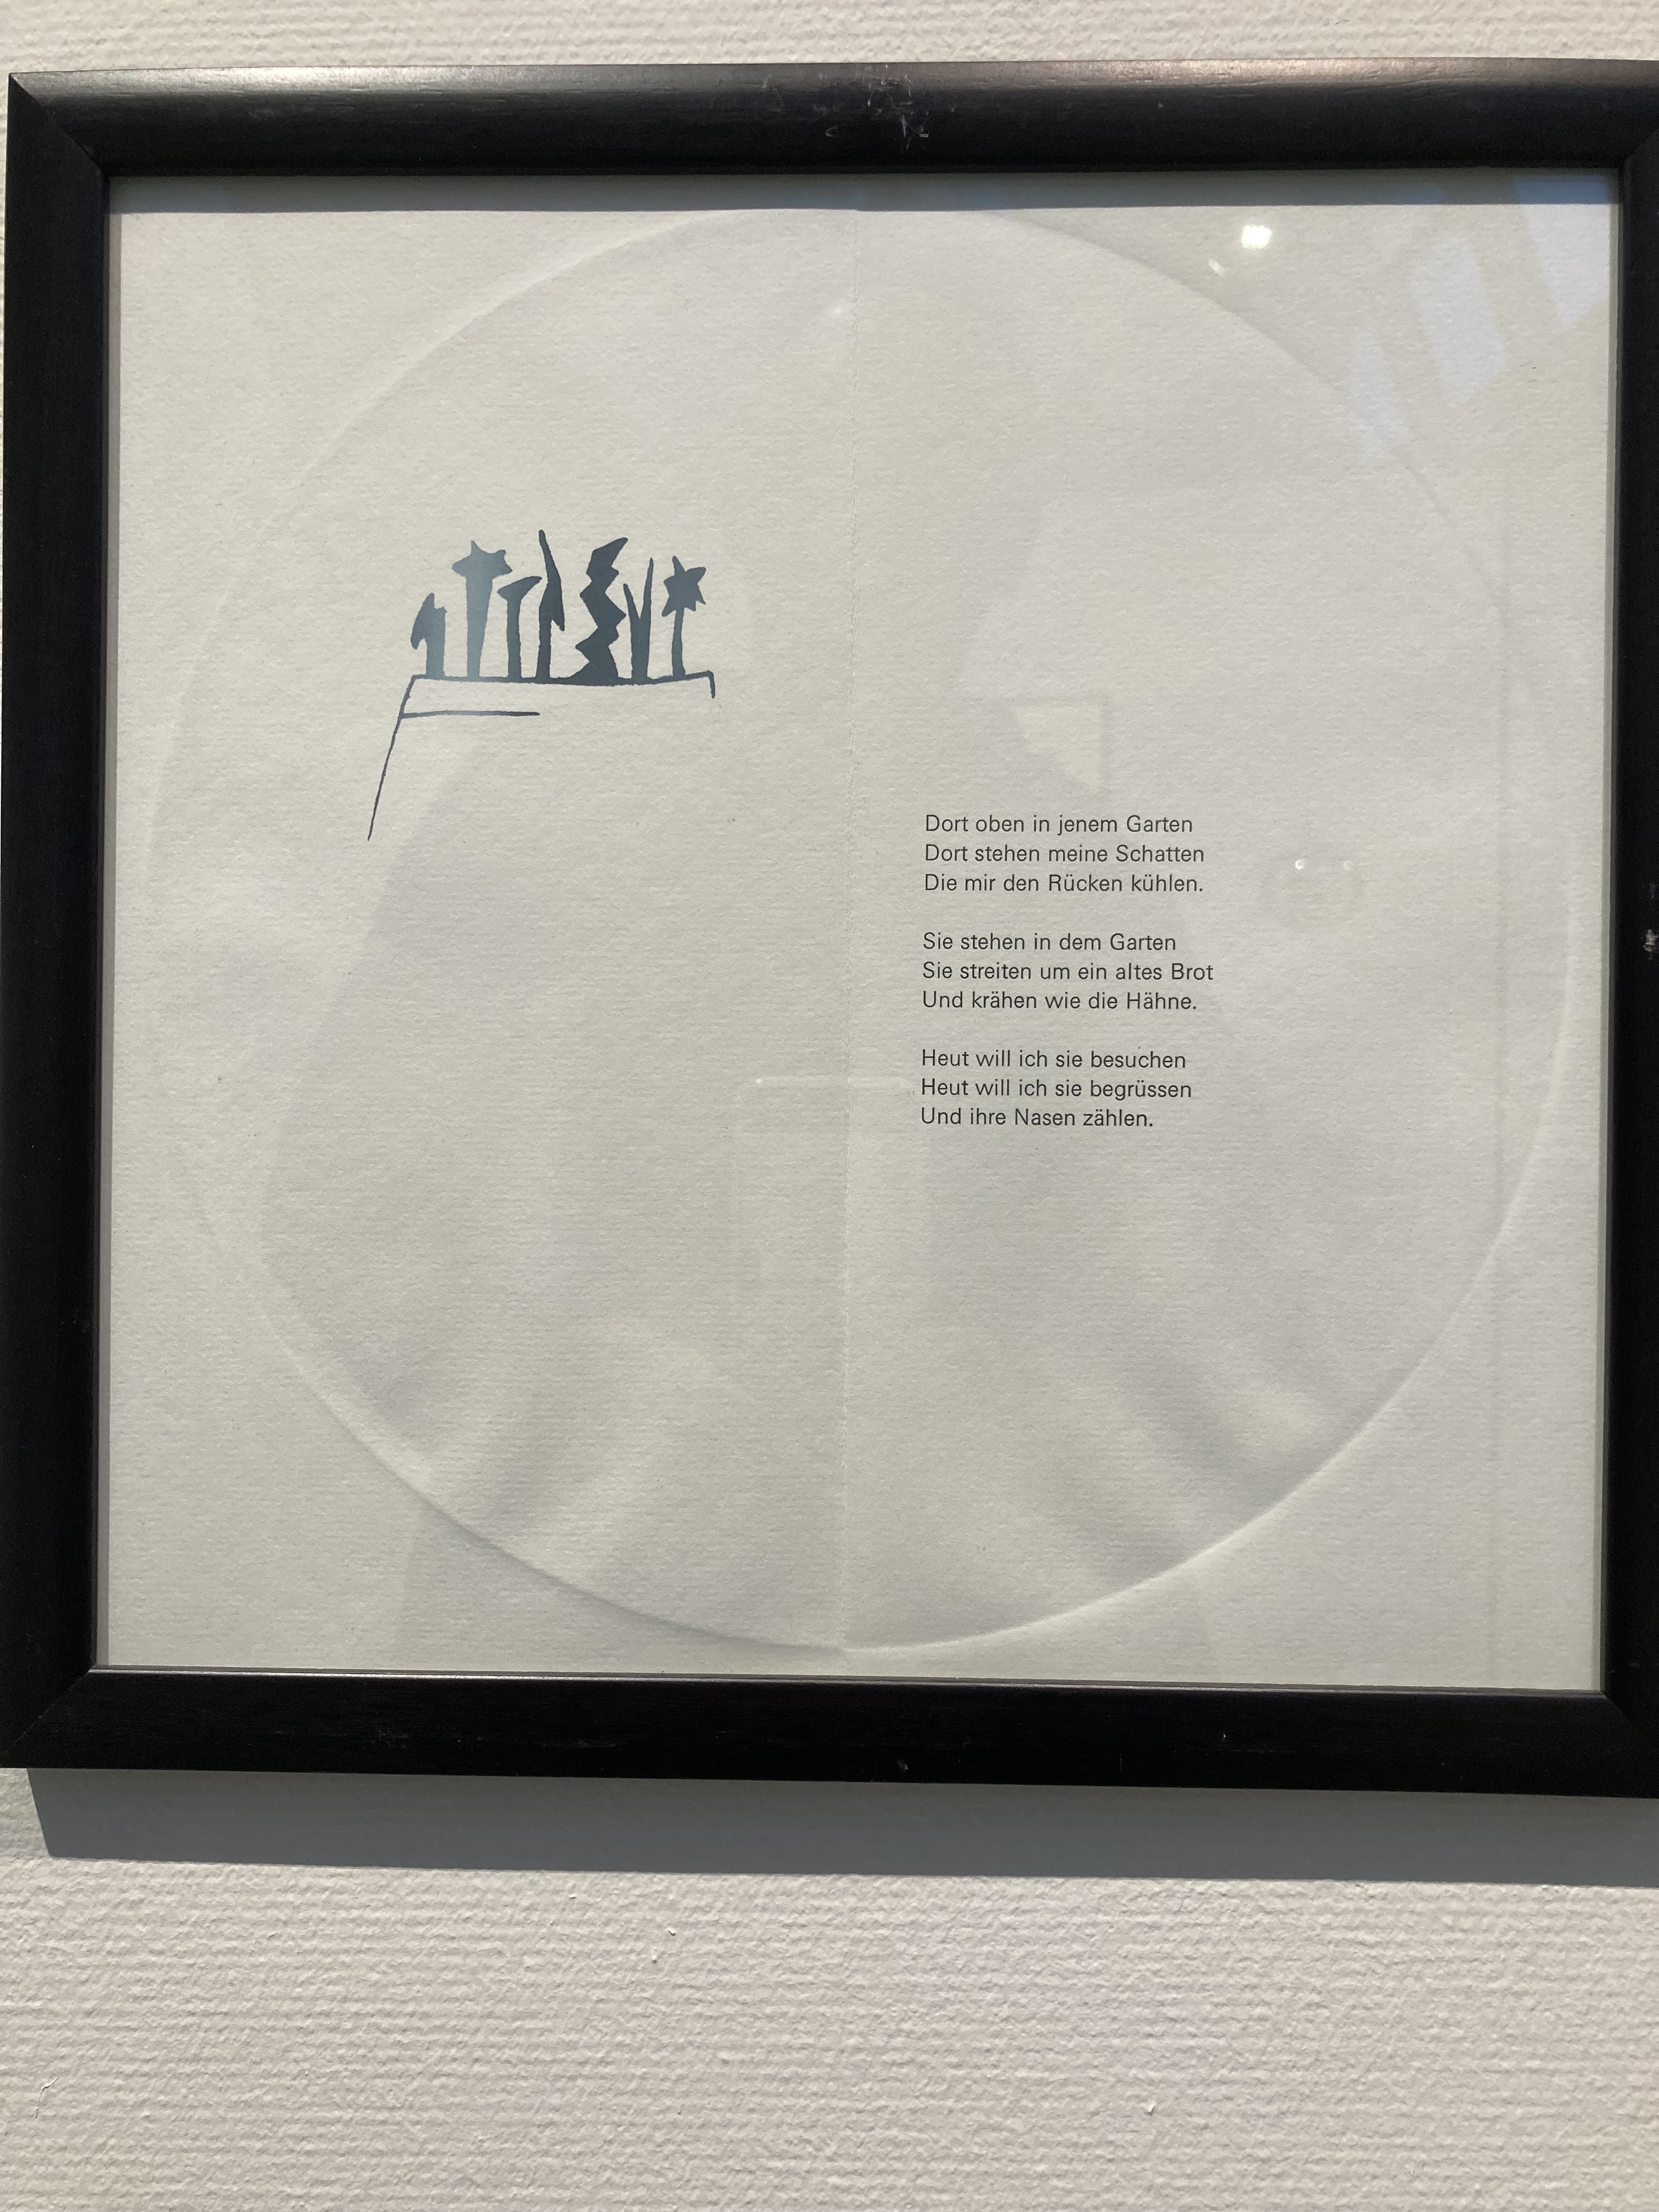 Dort oben in jenem Garten
Dort stehen meine Schatten
Die mir den Rücken kühlen.
Sie stehen in dem Garten
Sie streiten um ein altes Brot
Und krähen wie die Hähne.
Heut will ich sie besuchen
Heut will ich sie begrüssen
Und ihre Nasen zählen.